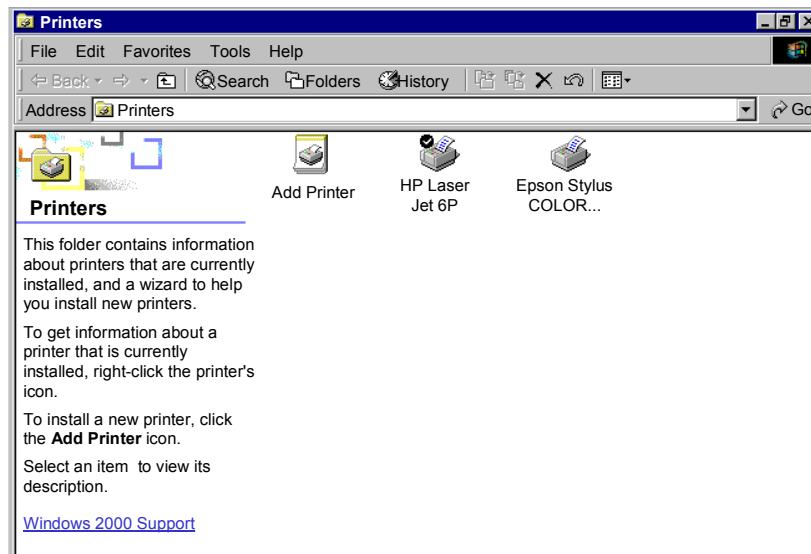 Printers
File Edit Favorites Tools Help
Back Search Folders History
Address Printers Go
Printers
This folder contains information
about printers that are currently
installed, and a wizard to help
you install new printers.
To get information about a
printer that is currently
installed, right-click the printer's
icon.
To install a new printer, click
the Add Printer icon.
Select an item to view its
description.
Windows 2000 Support
Add Printer
HP Laser
Jet 6P
Epson Stylus
COLOR...